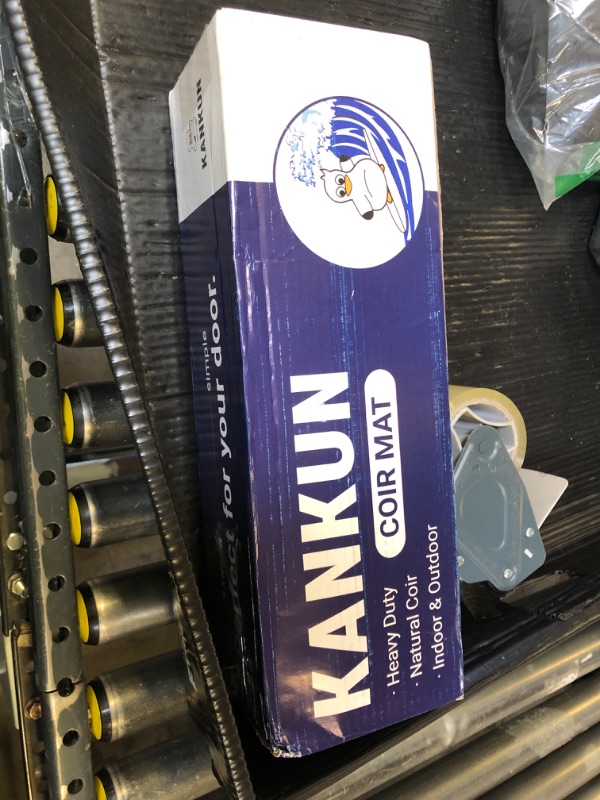 KANKUN
simple
perfect for your door.
KANKUN
COIR MAT
· Heavy Duty
· Natural Coir
· Indoor & Outdoor